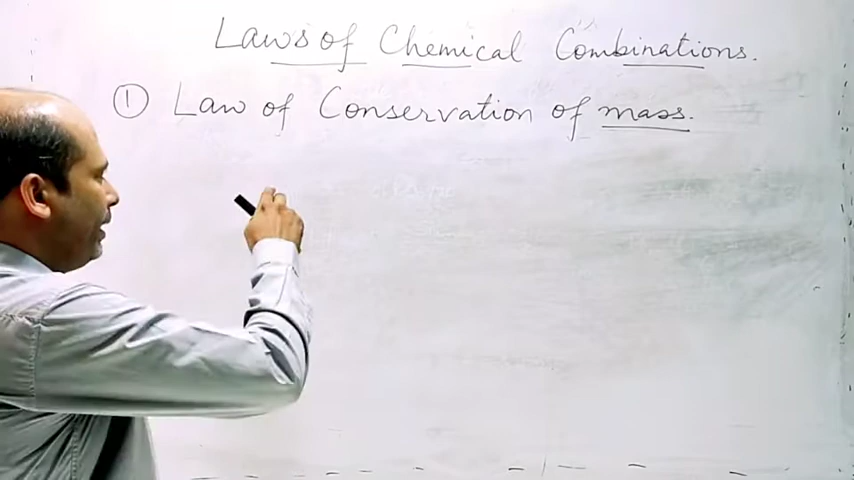 Laws of Chemical Combinations.
① Law of Conservation of mass.